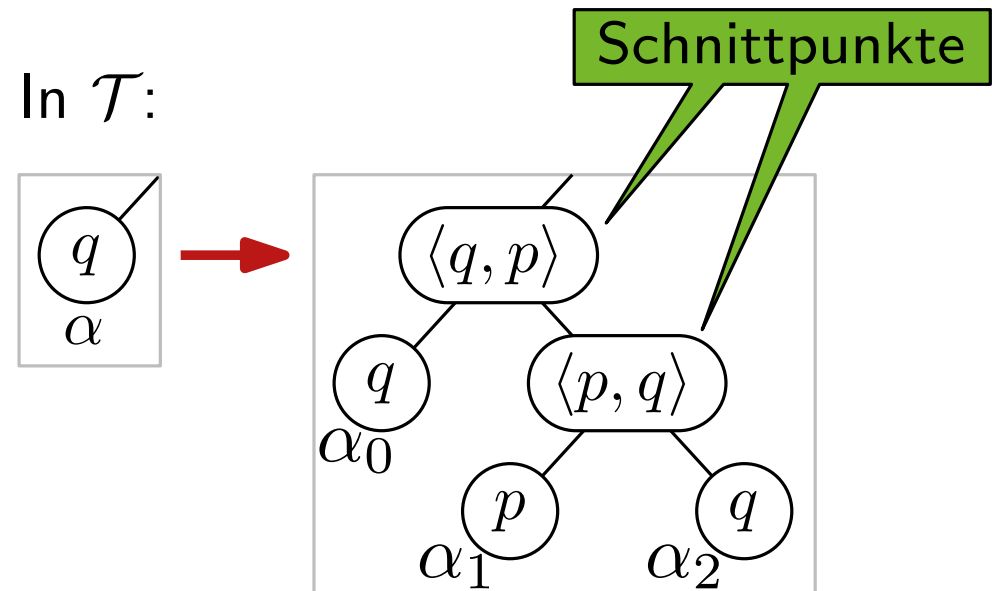 Schnittpunkte
In 𝒯:
q
α
⟨q, p⟩
q
α₀
⟨p, q⟩
p
α₁
q
α₂